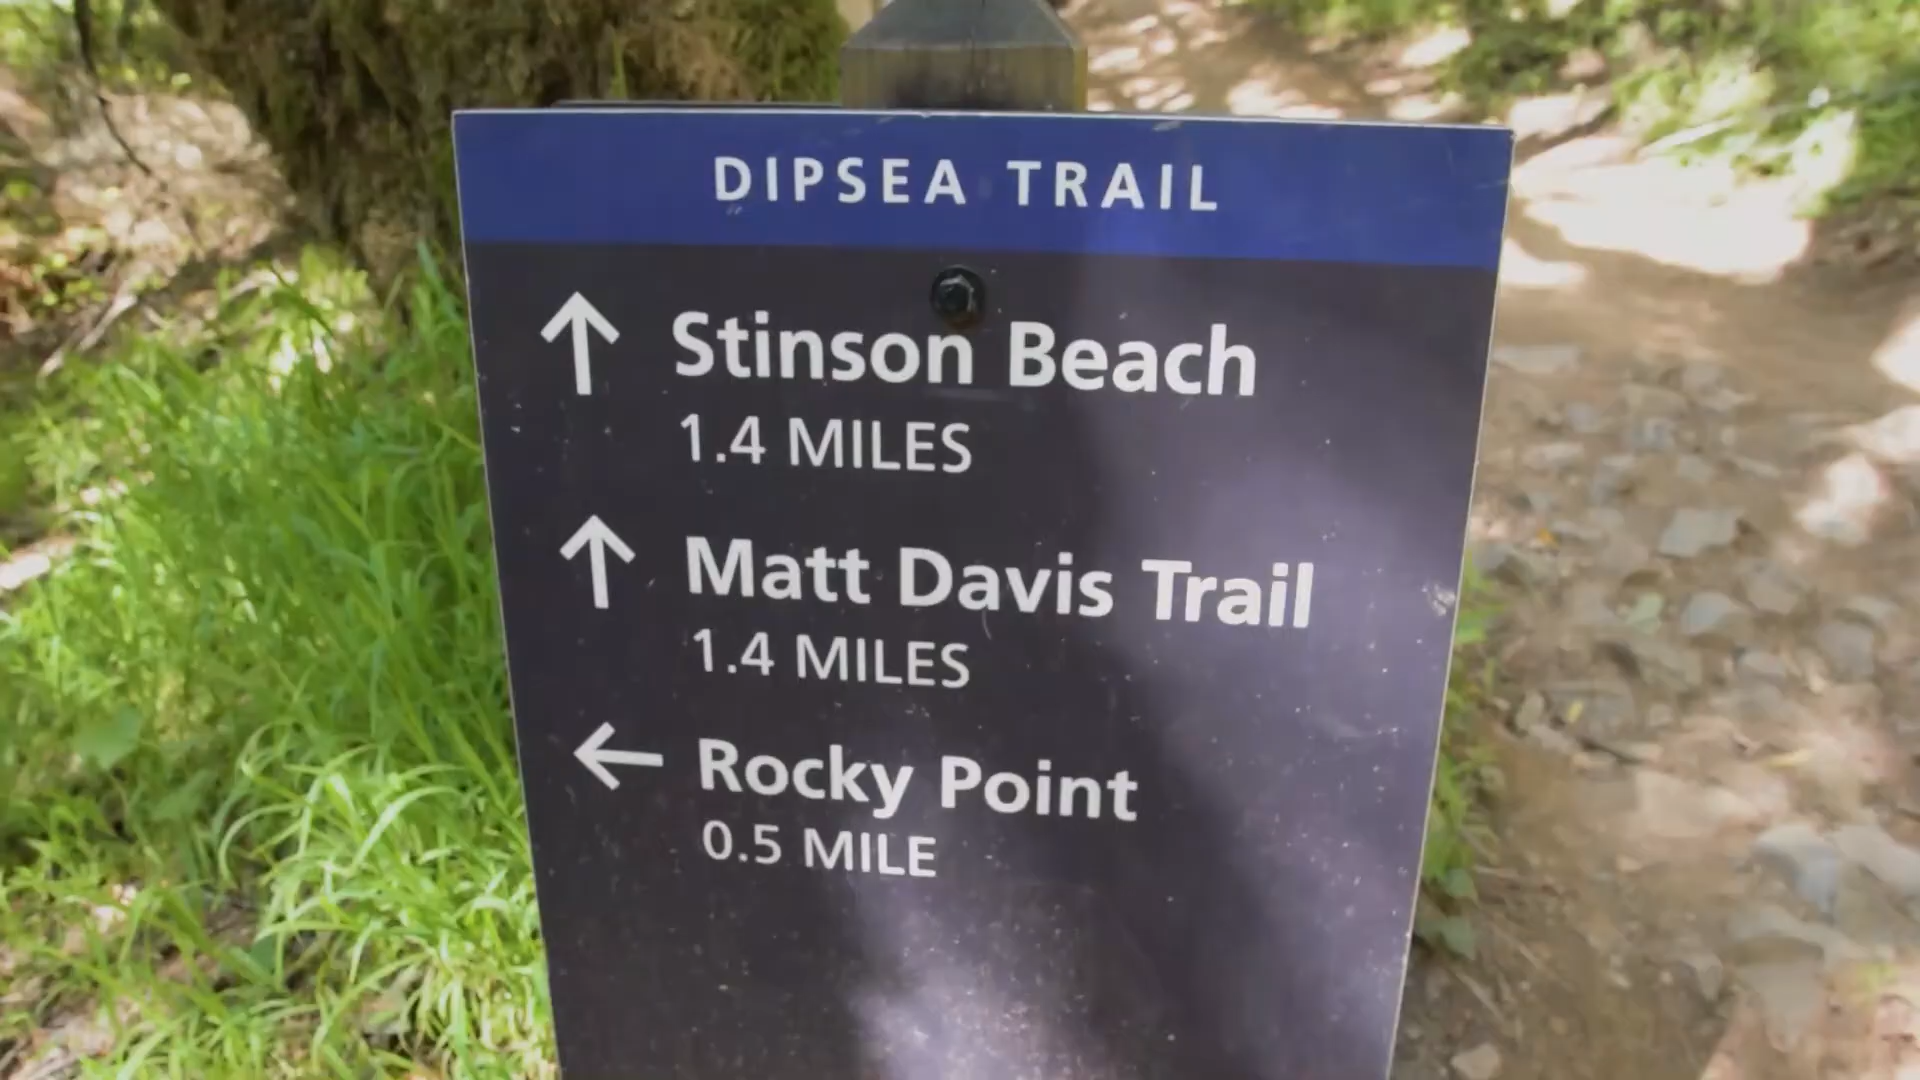 DIPSEA TRAIL
↑ Stinson Beach
1.4 MILES
↑ Matt Davis Trail
1.4 MILES
← Rocky Point
0.5 MILE